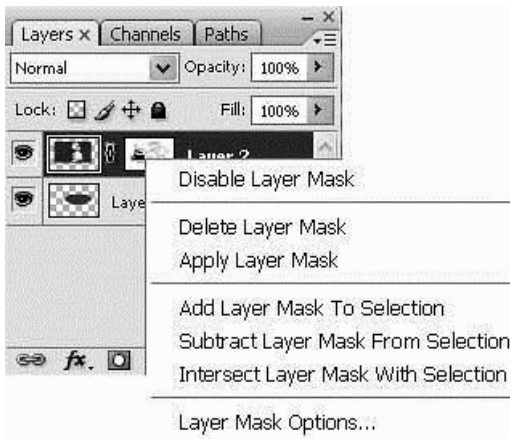 Layers x Channels Paths
Normal Opacity: 100%
Lock: Fill: 100%
Layer 2
Laye
Disable Layer Mask
Delete Layer Mask
Apply Layer Mask
Add Layer Mask To Selection
Subtract Layer Mask From Selection
Intersect Layer Mask With Selection
Layer Mask Options...
fx.